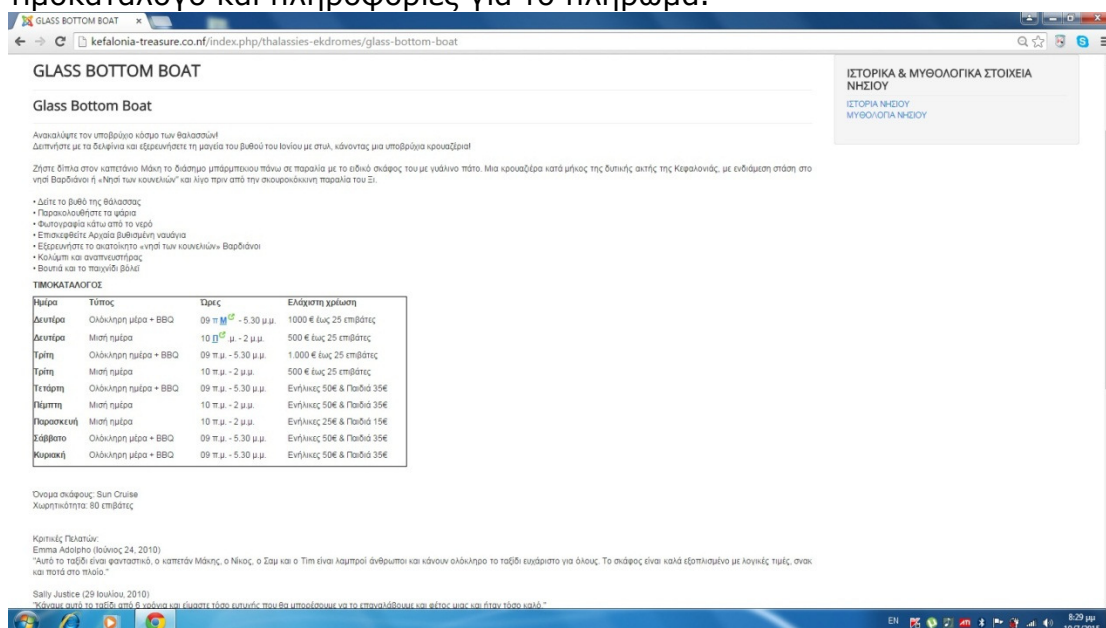 τιμοκατάλογο και πληροφορίες για το πλήρωμα.
GLASS BOTTOM BOAT
kefalonia-treasure.co.nf/index.php/thalassies-ekdromes/glass-bottom-boat
GLASS BOTTOM BOAT
Glass Bottom Boat
Ανακαλύψτε τον υποβρύχιο κόσμο των θαλασσών!
Δειπνήστε με τα δελφίνια και εξερευνήσετε τη μαγεία του βυθού του Ιονίου με στυλ, κάνοντας μια υποβρύχια κρουαζιέρα!
Ζήστε δίπλα στον καπετάνιο Μάκη το διάσημο μπάρμπεκιου πάνω σε παραλία με το ειδικό σκάφος του με γυάλινο πάτο. Μια κρουαζιέρα κατά μήκος της δυτικής ακτής της Κεφαλονιάς, με ενδιάμεση στάση στο
νησί Βαρδιάνοι ή «Νησί των κουνελιών" και λίγο πριν από την σκουροκόκκινη παραλία του Ξι.
• Δείτε το βυθό της θάλασσας
• Παρακολουθήστε τα ψάρια
• Φωτογραφία κάτω από το νερό
• Επισκεφθείτε Αρχαία βυθισμένη ναυάγια
• Εξερευνήστε το ακατοίκητο «νησί των κουνελιών» Βαρδιάνοι
• Κολύμπι και αναπνευστήρας
• Βουτιά και το παιχνίδι βόλεϊ
ΤΙΜΟΚΑΤΑΛΟΓΟΣ
Ημέρα Τύπος Ώρες Ελάχιστη χρέωση
Δευτέρα Ολόκληρη μέρα + BBQ 09 π Μ - 5.30 μ.μ. 1000 € έως 25 επιβάτες
Δευτέρα Μισή ημέρα 10 Π .μ. - 2 μ.μ. 500 € έως 25 επιβάτες
Τρίτη Ολόκληρη ημέρα + BBQ 09 π.μ. - 5.30 μ.μ. 1.000 € έως 25 επιβάτες
Τρίτη Μισή ημέρα 10 π.μ. - 2 μ.μ. 500 € έως 25 επιβάτες
Τετάρτη Ολόκληρη ημέρα + BBQ 09 π.μ. - 5.30 μ.μ. Ενήλικες 50€ & Παιδιά 35€
Πέμπτη Μισή ημέρα 10 π.μ. - 2 μ.μ. Ενήλικες 50€ & Παιδιά 35€
Παρασκευή Μισή ημέρα 10 π.μ. - 2 μ.μ. Ενήλικες 25€ & Παιδιά 15€
Σάββατο Ολόκληρη μέρα + BBQ 09 π.μ. - 5.30 μ.μ. Ενήλικες 50€ & Παιδιά 35€
Κυριακή Ολόκληρη μέρα + BBQ 09 π.μ. - 5.30 μ.μ. Ενήλικες 50€ & Παιδιά 35€
Όνομα σκάφους: Sun Cruise
Χωρητικότητα: 80 επιβάτες
Κριτικές Πελατών:
Emma Adolpho (Ιούνιος 24, 2010)
"Αυτό το ταξίδι είναι φανταστικό, ο καπετάν Μάκης, ο Νίκος, ο Σαμ και ο Tim είναι λαμπροί άνθρωποι και κάνουν ολόκληρο το ταξίδι ευχάριστο για όλους. Το σκάφος είναι καλά εξοπλισμένο με λογικές τιμές, σνακ
και ποτά στο πλοίο."
Sally Justice (29 Ιουλίου, 2010)
"Κάναμε αυτό το ταξίδι από 6 χρόνια και είμαστε τόσο ευτυχής που θα μπορέσουμε να το επαναλάβουμε και φέτος μιας και ήταν τόσο καλό."
ΙΣΤΟΡΙΚΑ & ΜΥΘΟΛΟΓΙΚΑ ΣΤΟΙΧΕΙΑ
ΝΗΣΙΟΥ
ΙΣΤΟΡΙΑ ΝΗΣΙΟΥ
ΜΥΘΟΛΟΓΙΑ ΝΗΣΙΟΥ
EN
8:29 μμ